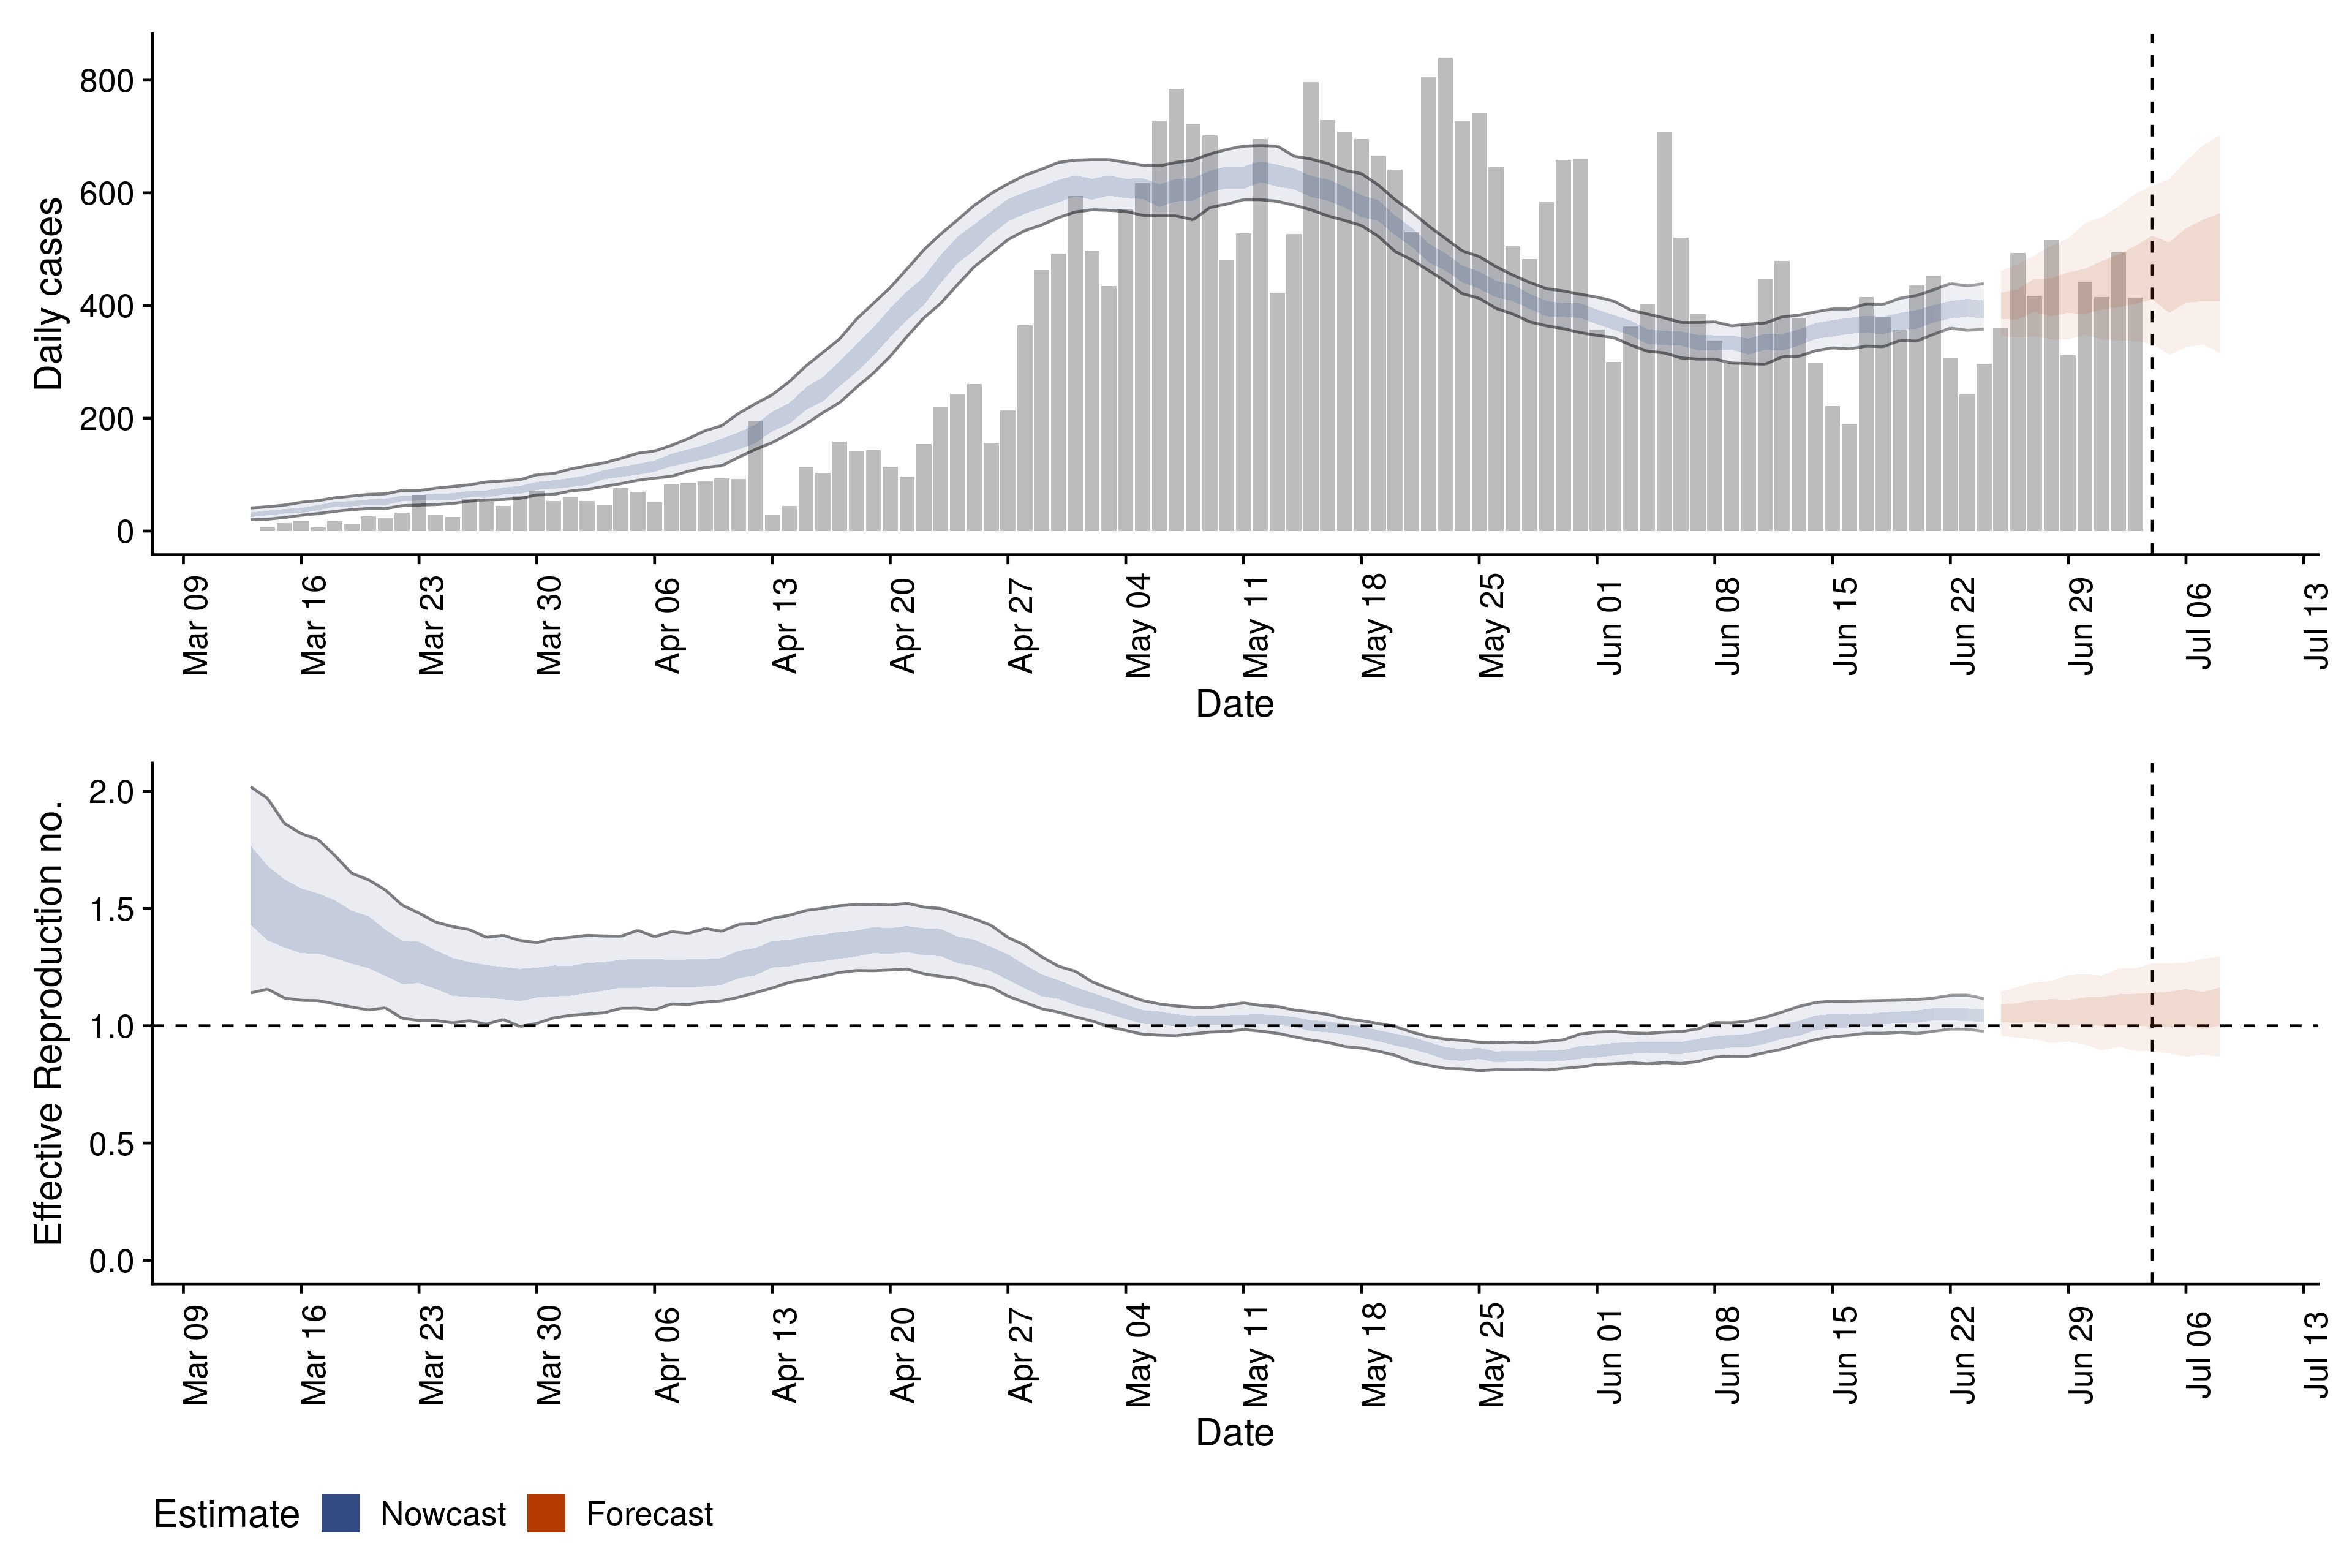 Daily cases
800
600
400
200
0
Mar 09 Mar 16 Mar 23 Mar 30 Apr 06 Apr 13 Apr 20 Apr 27 May 04 May 11 May 18 May 25 Jun 01 Jun 08 Jun 15 Jun 22 Jun 29 Jul 06 Jul 13
Date
Effective Reproduction no.
2.0
1.5
1.0
0.5
0.0
Mar 09 Mar 16 Mar 23 Mar 30 Apr 06 Apr 13 Apr 20 Apr 27 May 04 May 11 May 18 May 25 Jun 01 Jun 08 Jun 15 Jun 22 Jun 29 Jul 06 Jul 13
Date
Estimate Nowcast Forecast